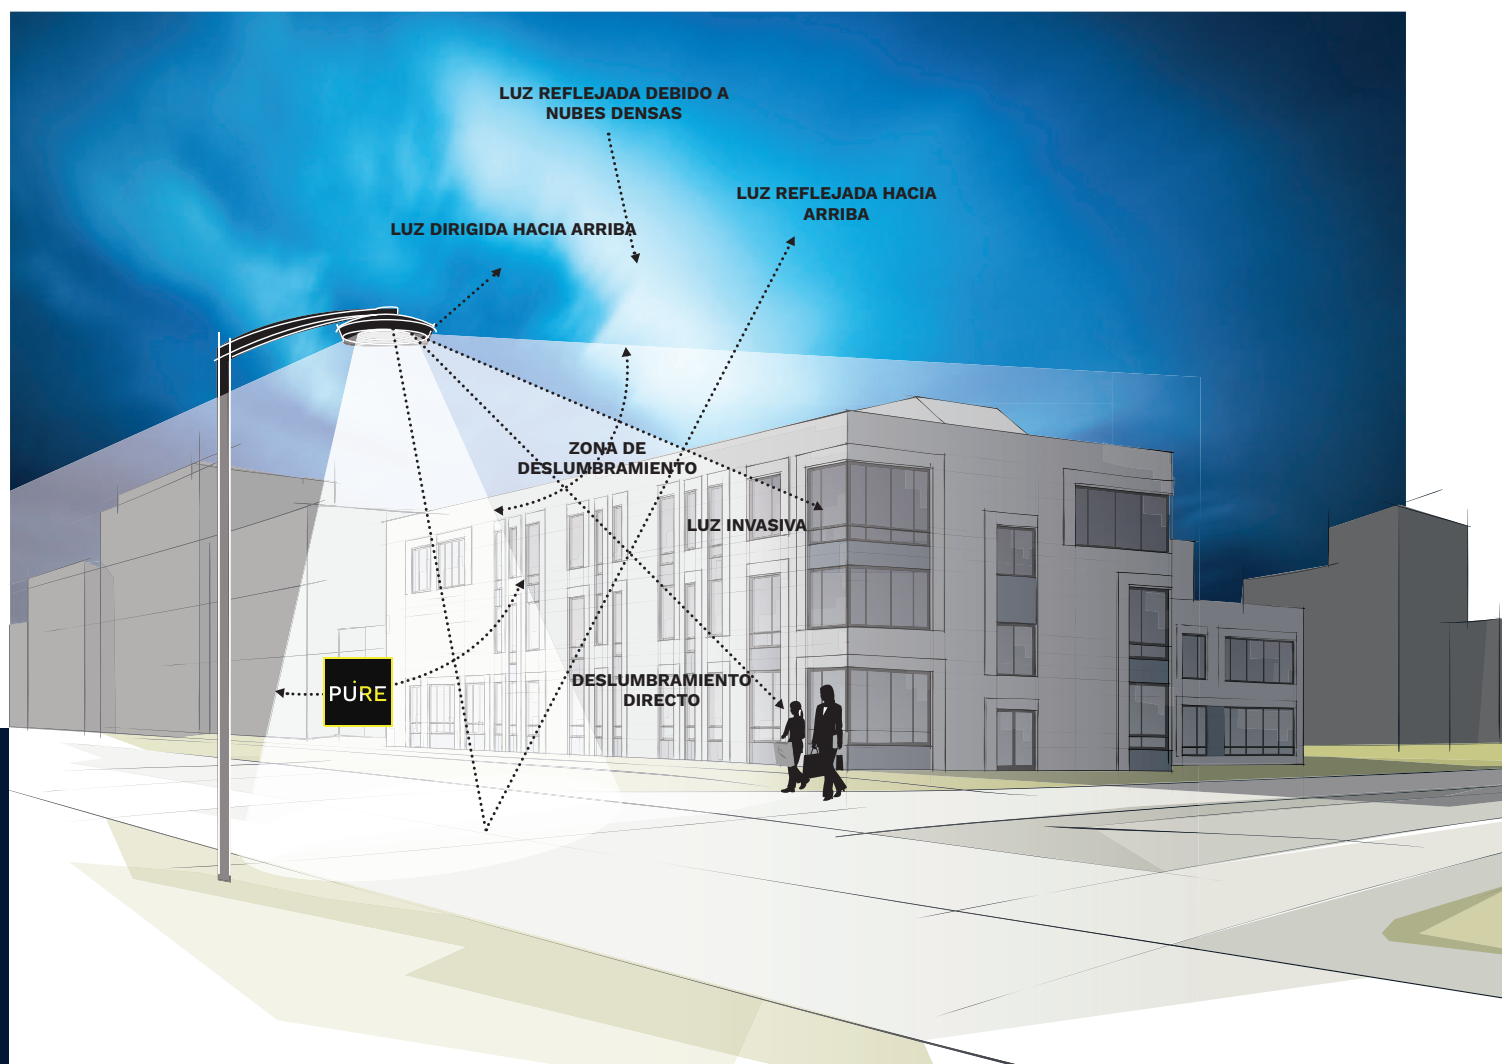 LUZ REFLEJADA DEBIDO A
NUBES DENSAS
LUZ REFLEJADA HACIA
ARRIBA
LUZ DIRIGIDA HACIA ARRIBA
ZONA DE
DESLUMBRAMIENTO
LUZ INVASIVA
DESLUMBRAMIENTO
DIRECTO
PURE